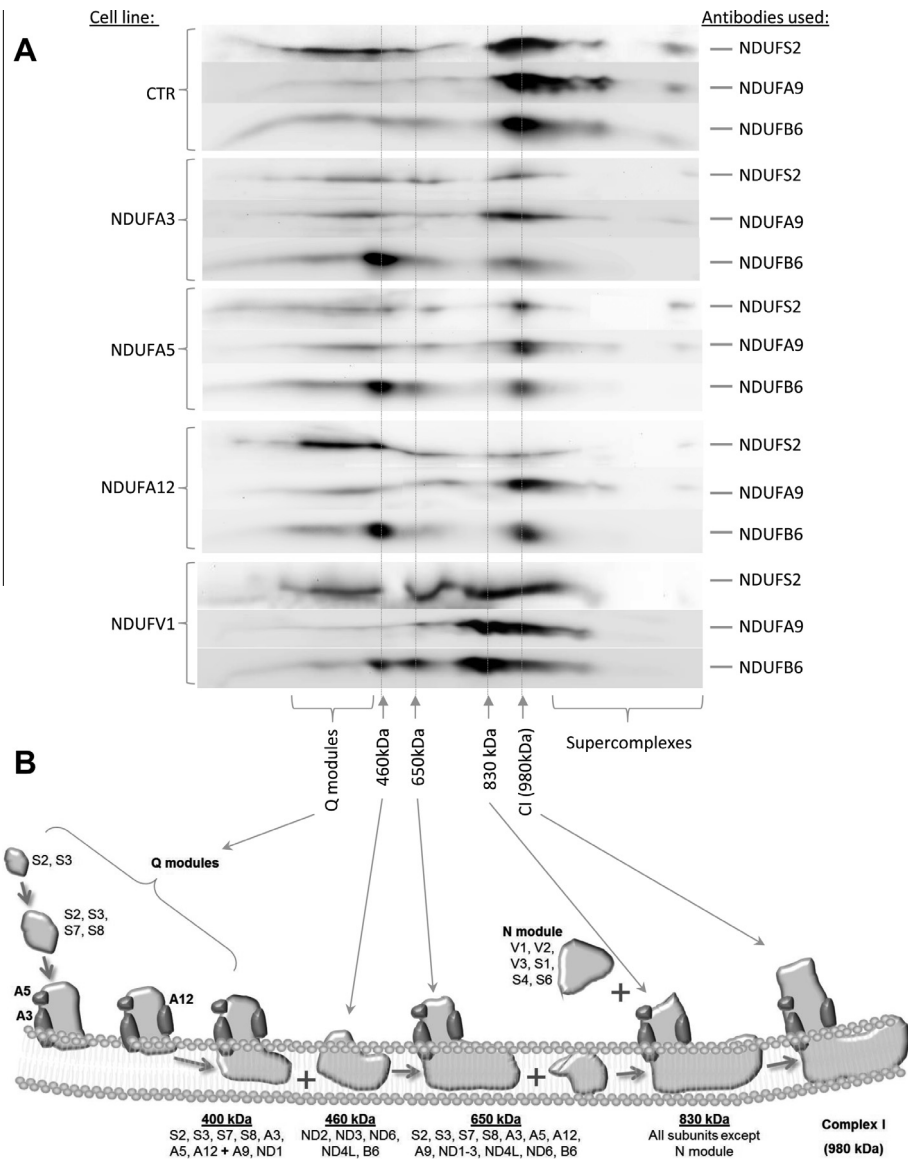 Cell line:
Antibodies used:
A
CTR
NDUFS2
NDUFA9
NDUFB6
NDUFA3
NDUFS2
NDUFA9
NDUFB6
NDUFA5
NDUFS2
NDUFA9
NDUFB6
NDUFA12
NDUFS2
NDUFA9
NDUFB6
NDUFV1
NDUFS2
NDUFA9
NDUFB6
Q modules
460kDa
650kDa
830 kDa
CI (980kDa)
Supercomplexes
B
S2, S3
Q modules
S2, S3,
S7, S8
N module
V1, V2,
V3, S1,
S4, S6
A5
A3
A12
+
+
+
400 kDa
S2, S3, S7, S8, A3,
A5, A12 + A9, ND1
460 kDa
ND2, ND3, ND6,
ND4L, B6
650 kDa
S2, S3, S7, S8, A3, A5, A12,
A9, ND1-3, ND4L, ND6, B6
830 kDa
All subunits except
N module
Complex I
(980 kDa)